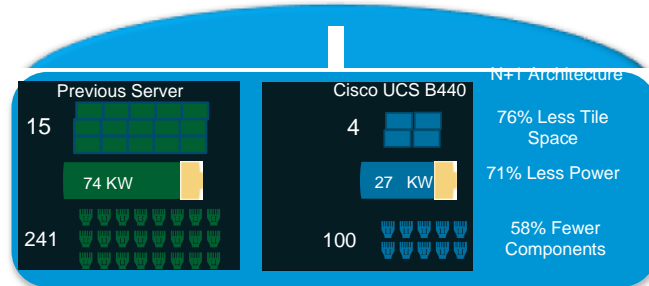 N+1 Architecture
Previous Server
Cisco UCS B440
15
4
76% Less Tile
Space
74 KW
27 KW
71% Less Power
241
100
58% Fewer
Components